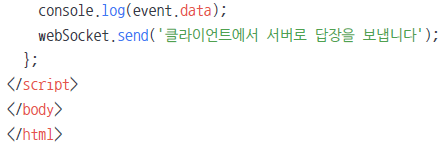 console.log(event.data);
webSocket.send('클라이언트에서 서버로 답장을 보냅니다');
};
</script>
</body>
</html>